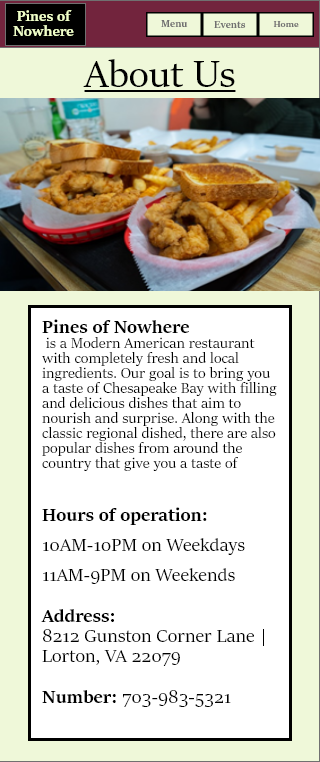 Pines of
Nowhere
Menu
Events
Home
About Us
Pines of Nowhere
is a Modern American restaurant
with completely fresh and local
ingredients. Our goal is to bring you
a taste of Chesapeake Bay with filling
and delicious dishes that aim to
nourish and surprise. Along with the
classic regional dished, there are also
popular dishes from around the
country that give you a taste of
Hours of operation:
10AM-10PM on Weekdays
11AM-9PM on Weekends
Address:
8212 Gunston Corner Lane |
Lorton, VA 22079
Number: 703-983-5321